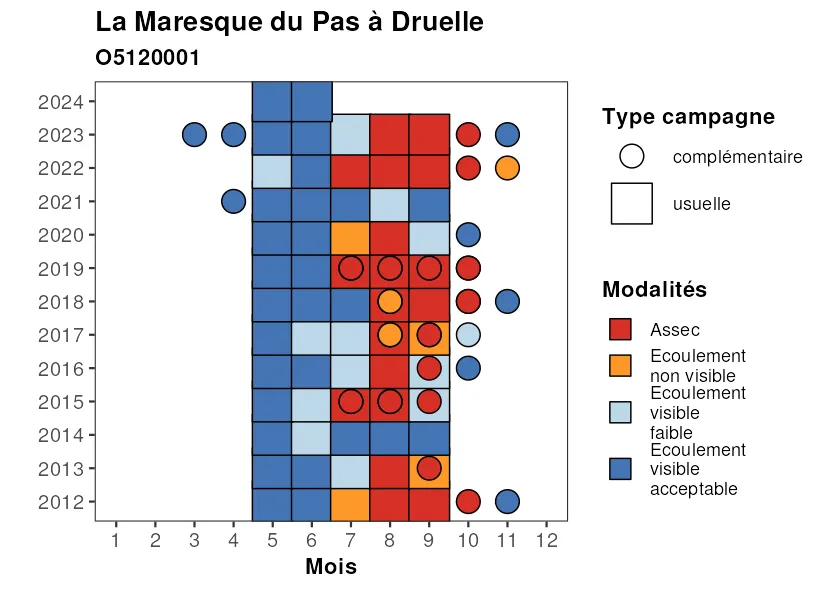 La Maresque du Pas à Druelle
O5120001
2024
2023
2022
2021
2020
2019
2018
2017
2016
2015
2014
2013
2012
1 2 3 4 5 6 7 8 9 10 11 12
Mois
Type campagne
complémentaire
usuelle
Modalités
Assec
Ecoulement
non visible
Ecoulement
visible
faible
Ecoulement
visible
acceptable